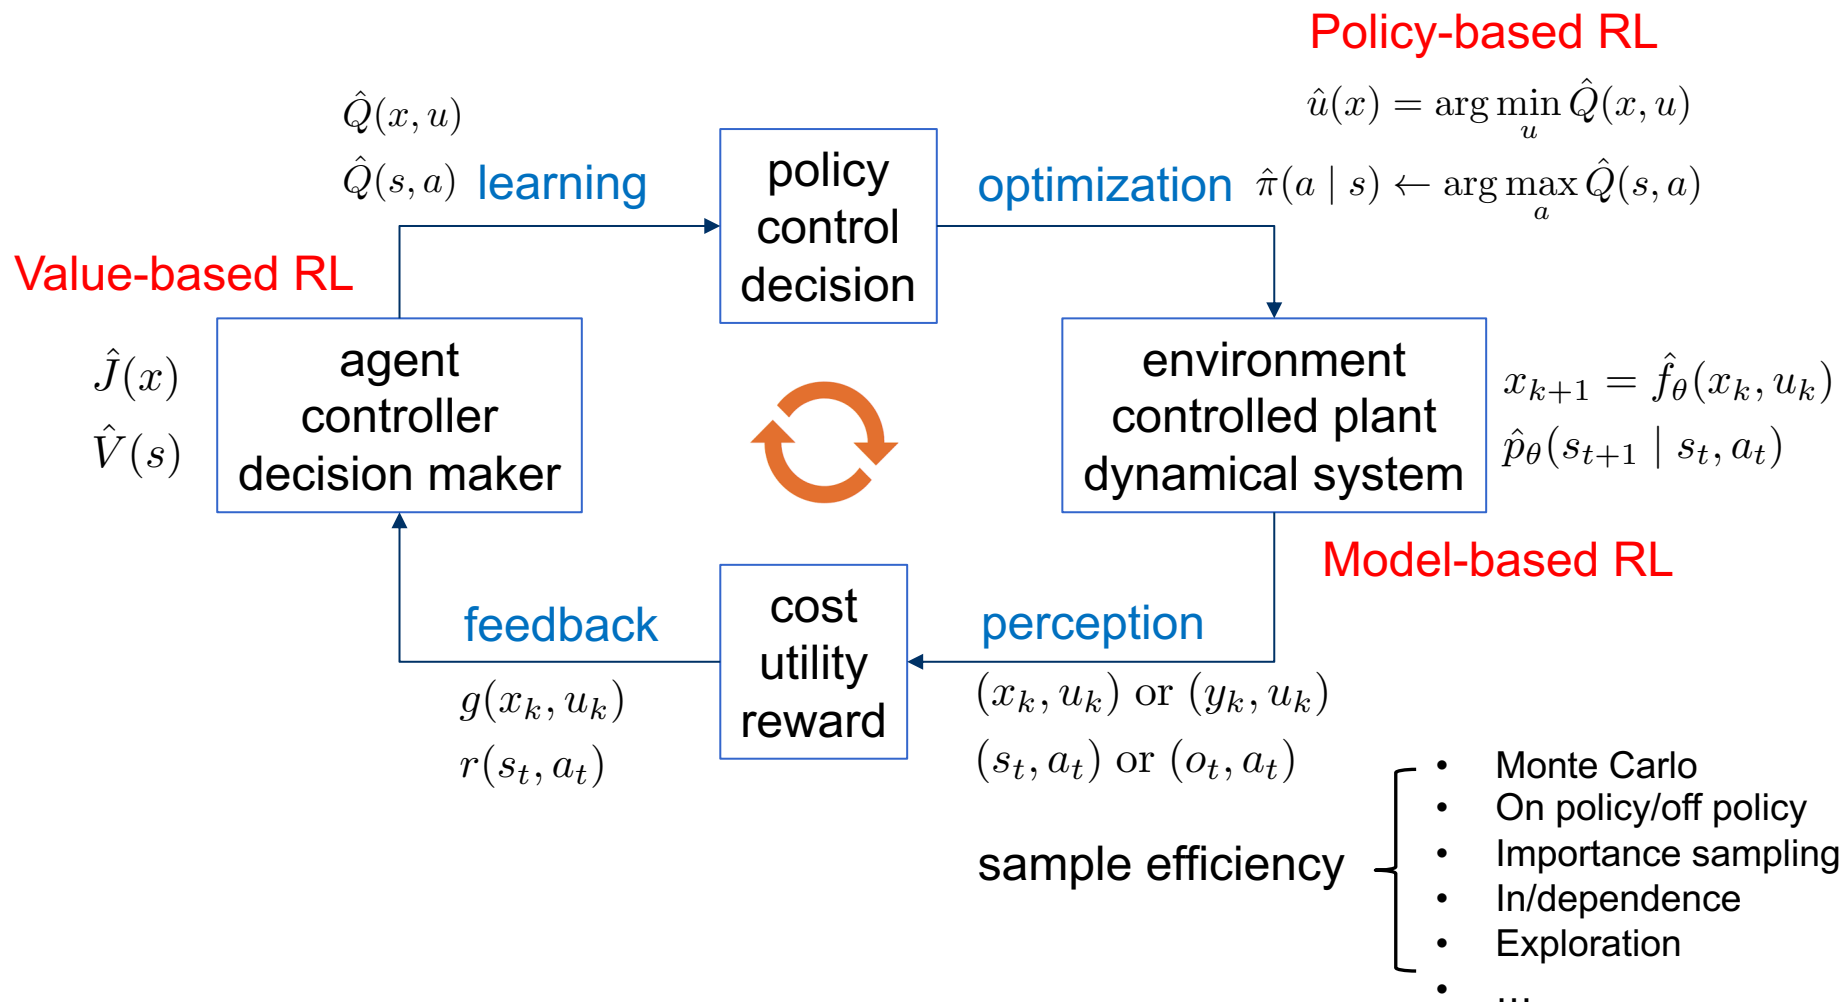 Policy-based RL
û(x) = arg min_u Q̂(x, u)
π̂(a | s) ← arg max_a Q̂(s, a)
Q̂(x, u)
Q̂(s, a)
learning
policy
control
decision
optimization
Value-based RL
Ĵ(x)
V̂(s)
agent
controller
decision maker
environment
controlled plant
dynamical system
x_{k+1} = f̂_θ(x_k, u_k)
p̂_θ(s_{t+1} | s_t, a_t)
Model-based RL
feedback
g(x_k, u_k)
r(s_t, a_t)
cost
utility
reward
perception
(x_k, u_k) or (y_k, u_k)
(s_t, a_t) or (o_t, a_t)
sample efficiency
• Monte Carlo
• On policy/off policy
• Importance sampling
• In/dependence
• Exploration
• ...